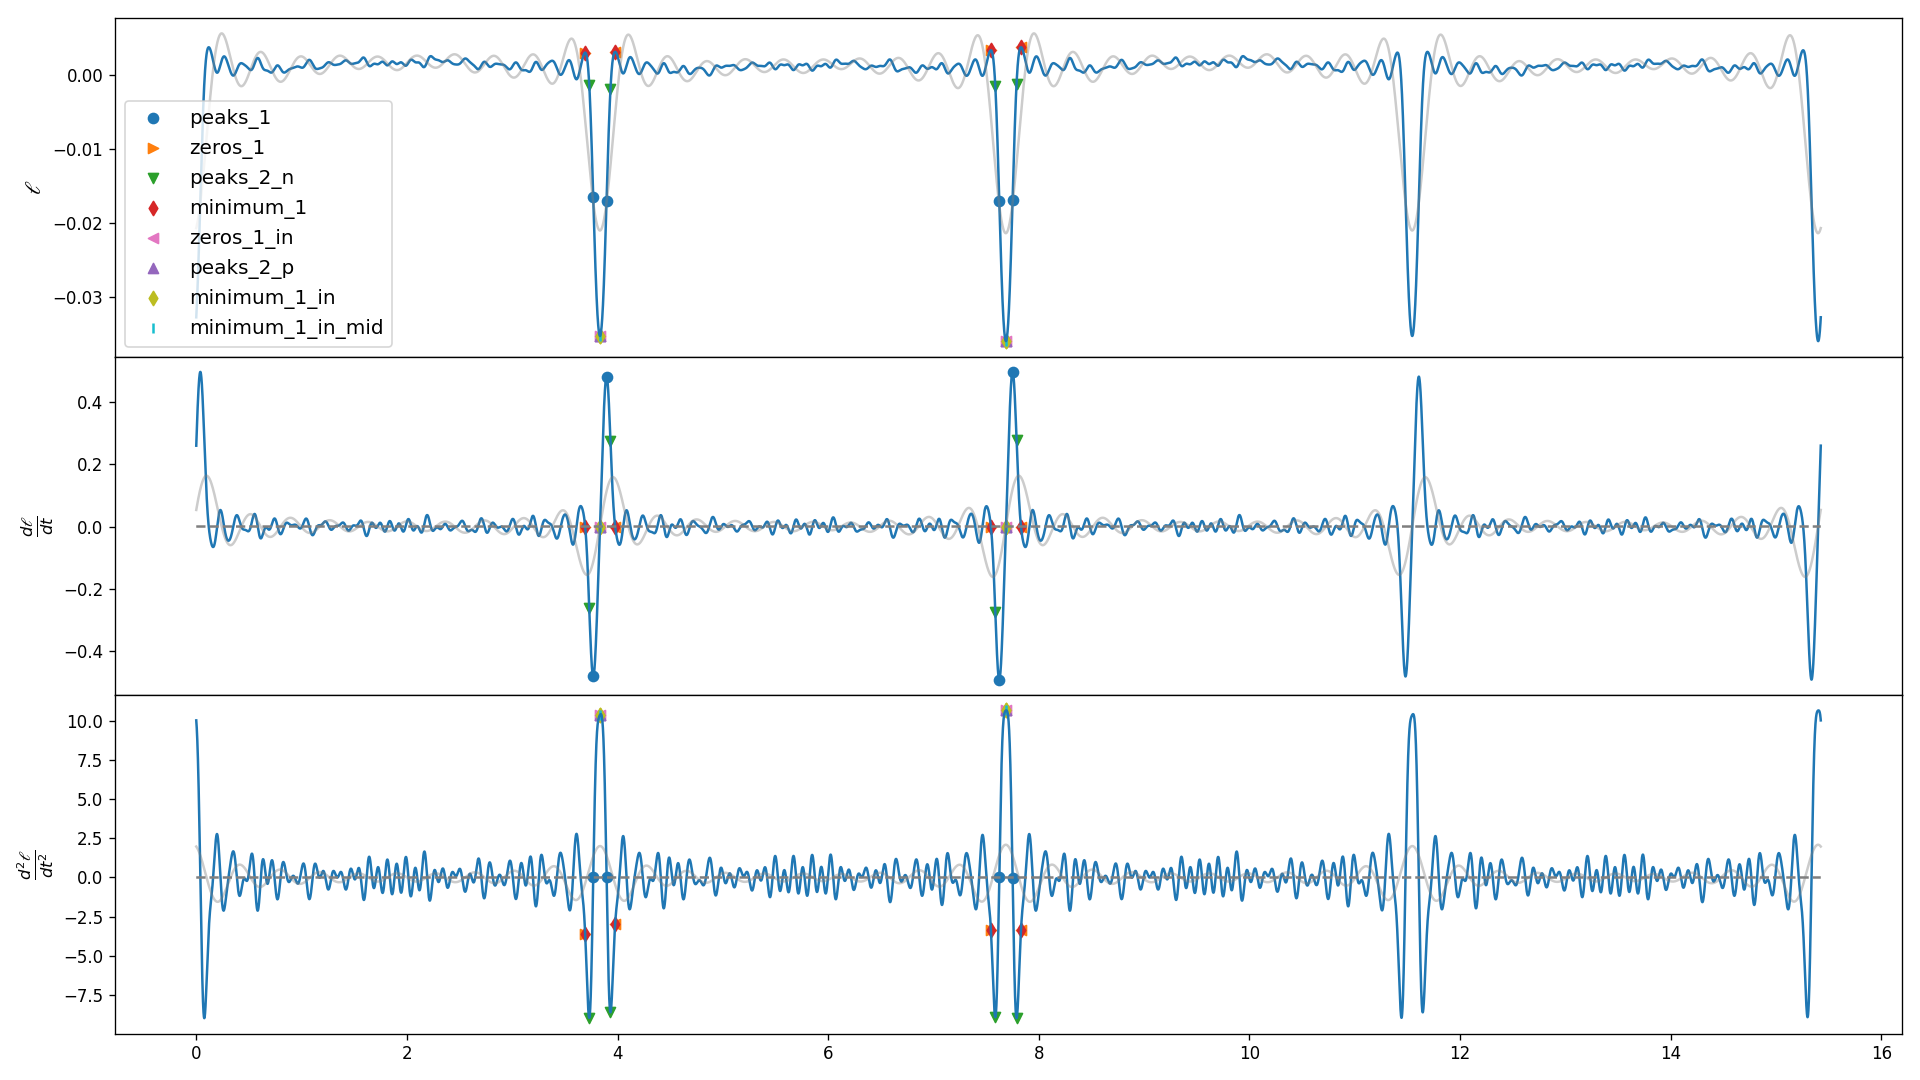 0.00
−0.01
−0.02
−0.03
ℓ
peaks_1
zeros_1
peaks_2_n
minimum_1
zeros_1_in
peaks_2_p
minimum_1_in
minimum_1_in_mid
0.4
0.2
0.0
−0.2
−0.4
dℓ
dt
10.0
7.5
5.0
2.5
0.0
−2.5
−5.0
−7.5
d²ℓ
dt²
0 2 4 6 8 10 12 14 16